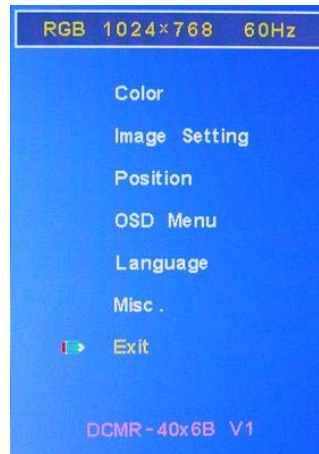 RGB 1024×768 60Hz
Color
Image Setting
Position
OSD Menu
Language
Misc.
Exit
DCMR-40x6B V1